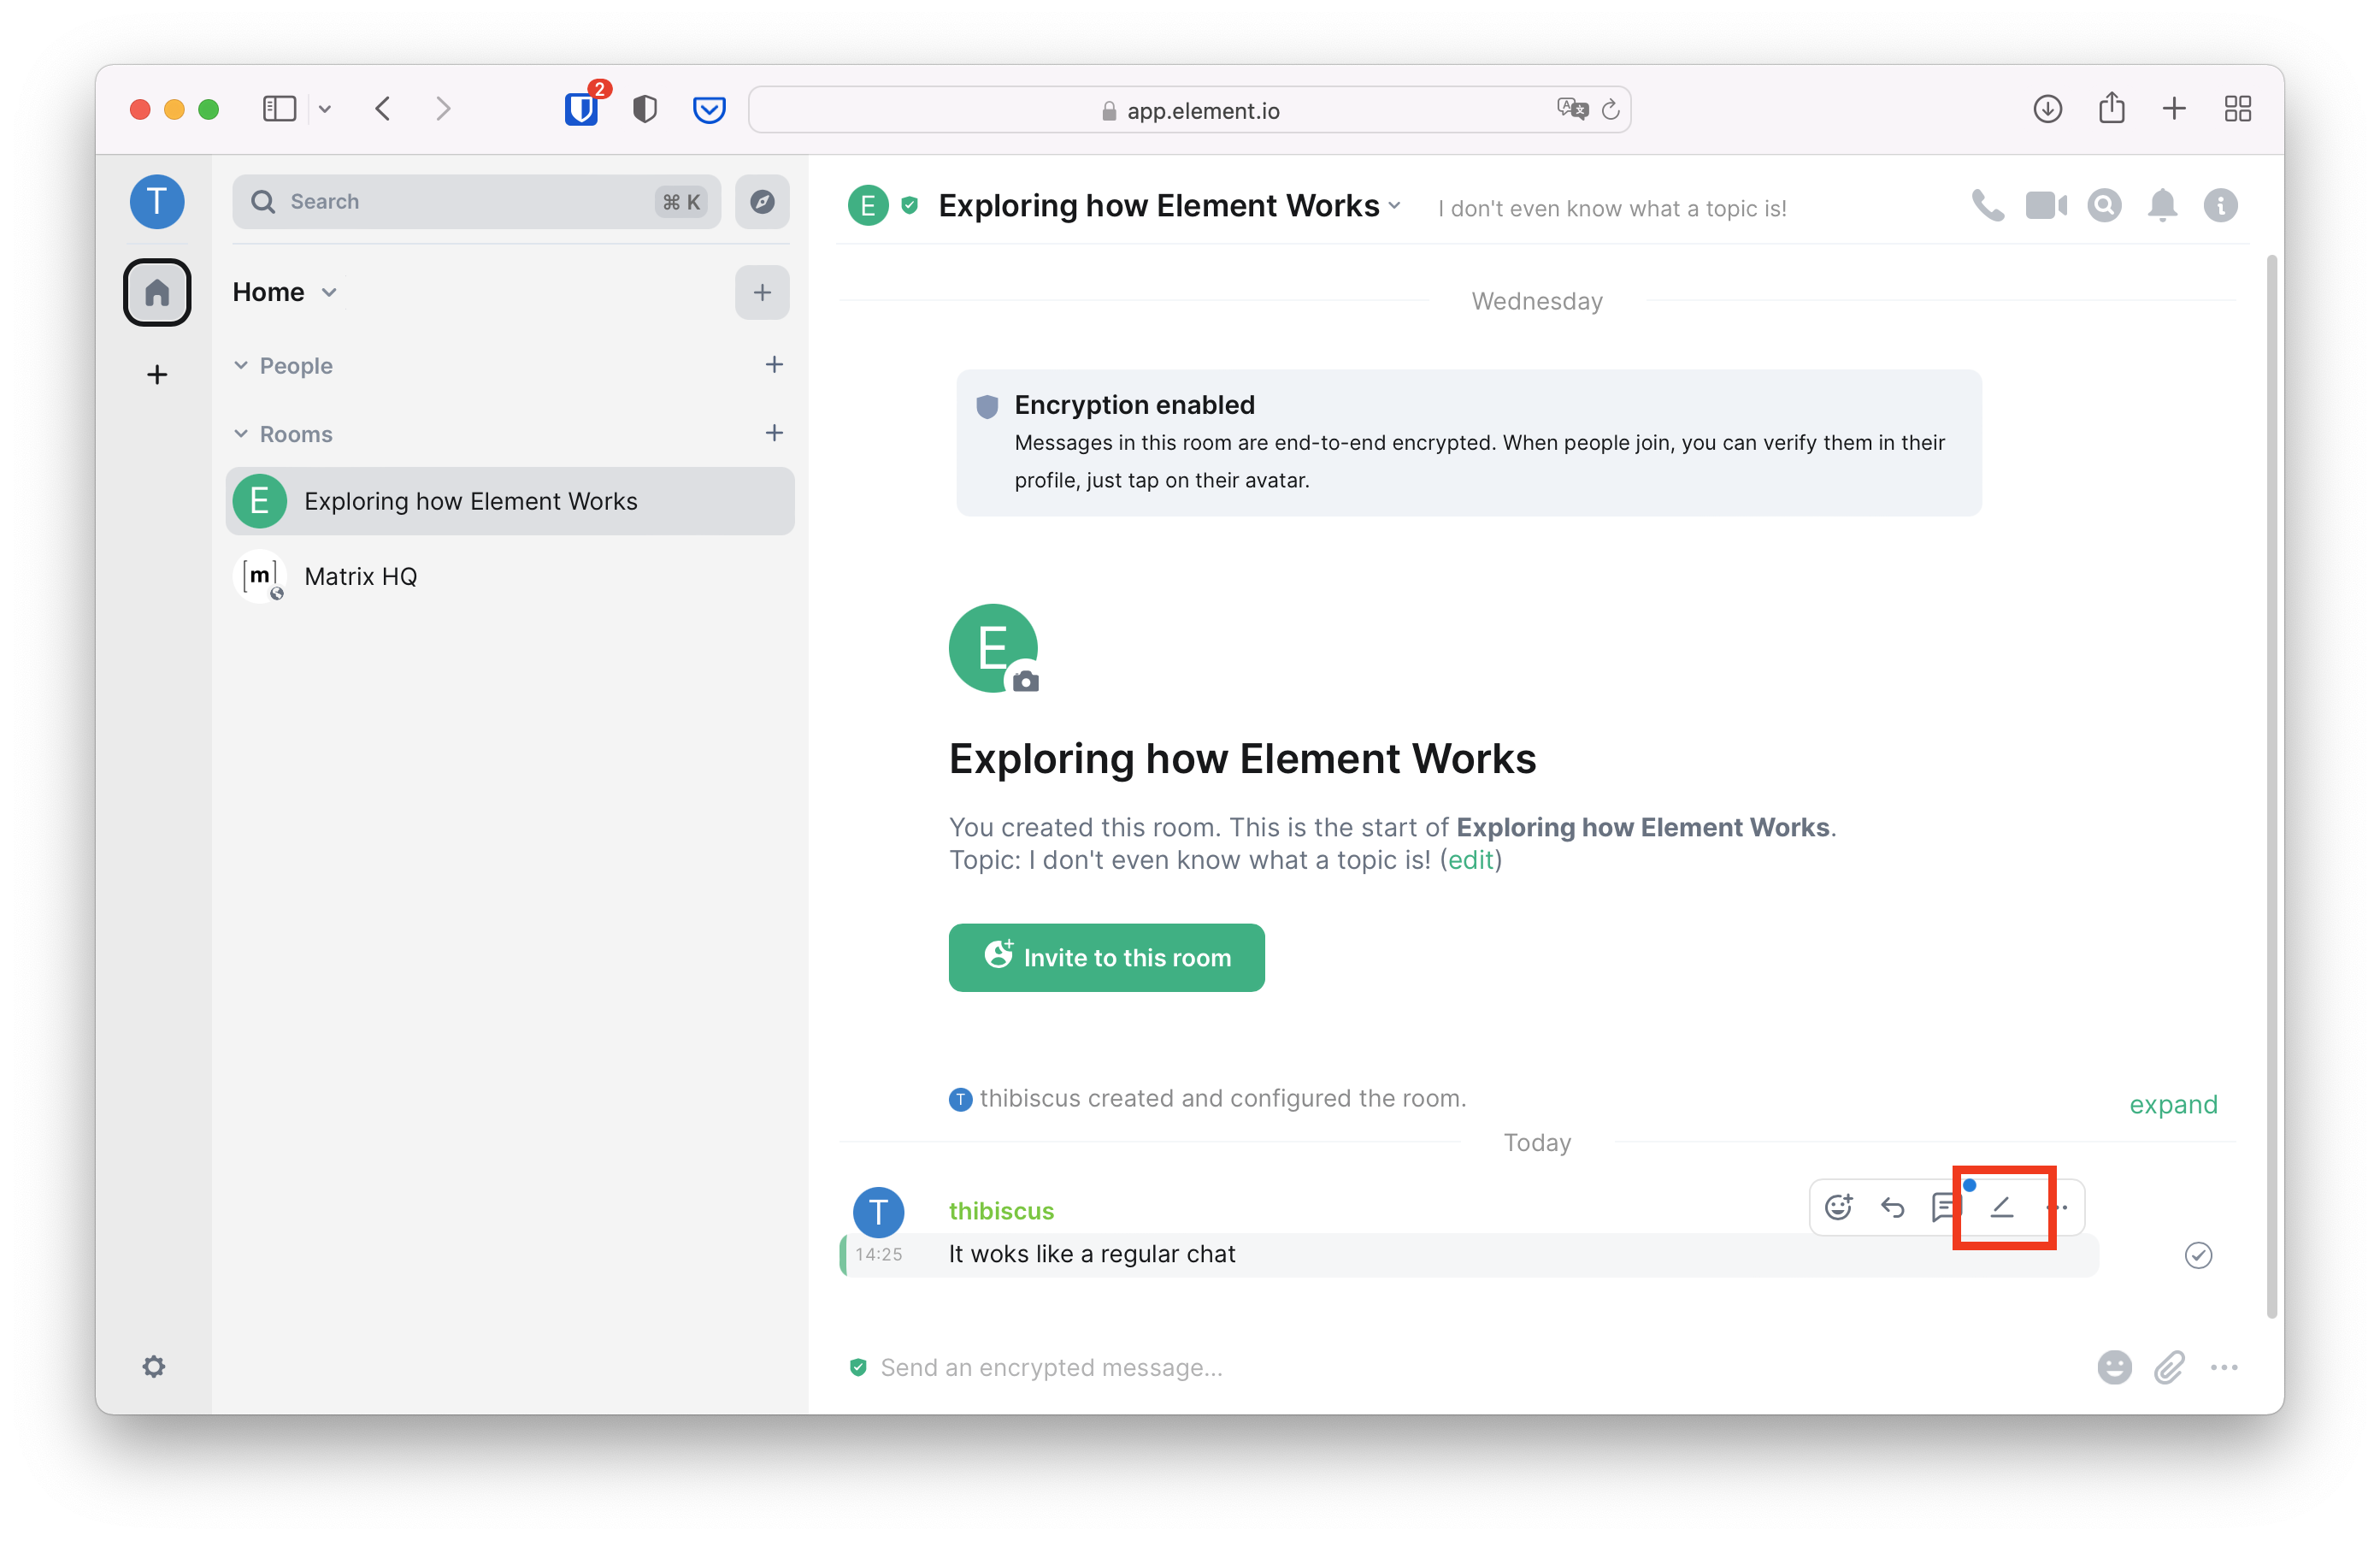 2
app.element.io
T
Search
⌘ K
Home
People
Rooms
E
Exploring how Element Works
[m]
Matrix HQ
E
Exploring how Element Works
I don't even know what a topic is!
Wednesday
Encryption enabled
Messages in this room are end-to-end encrypted. When people join, you can verify them in their
profile, just tap on their avatar.
E
Exploring how Element Works
You created this room. This is the start of Exploring how Element Works.
Topic: I don't even know what a topic is! (edit)
Invite to this room
T
thibiscus created and configured the room.
expand
Today
T
thibiscus
14:25
It woks like a regular chat
Send an encrypted message...